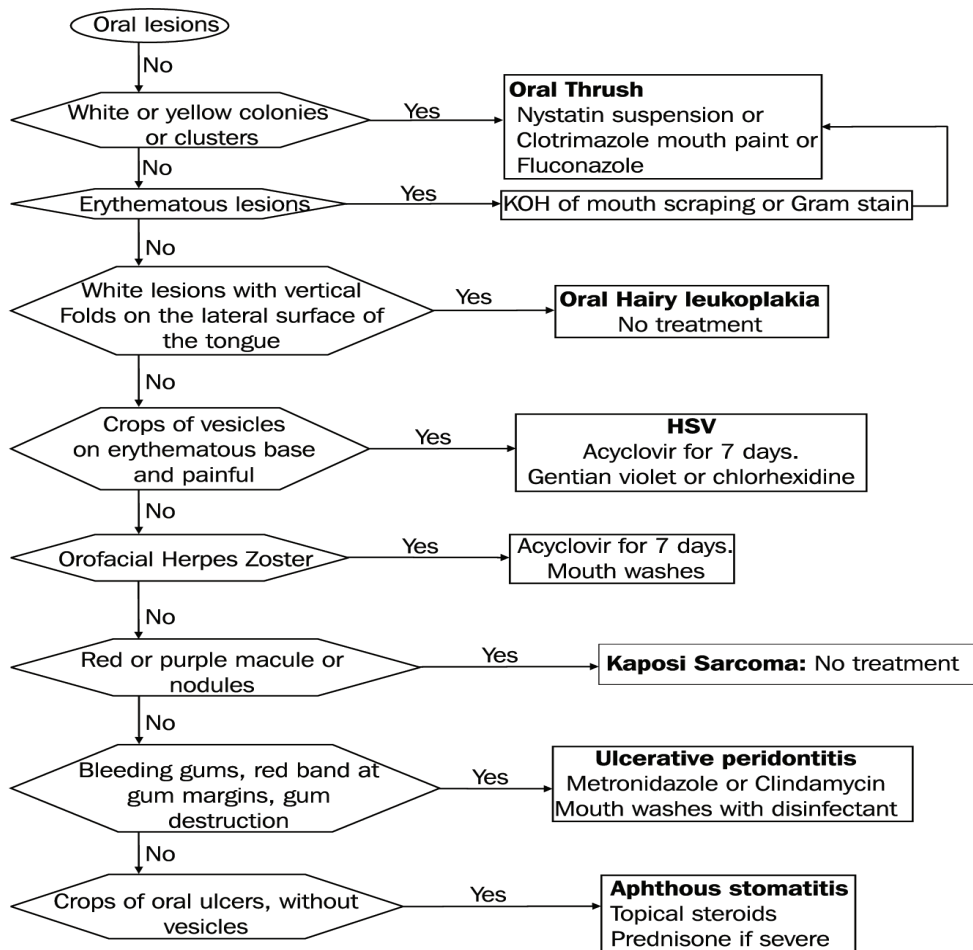 Oral lesions
No
White or yellow colonies
or clusters
Yes
Oral Thrush
Nystatin suspension or
Clotrimazole mouth paint or
Fluconazole
No
Erythematous lesions
Yes
KOH of mouth scraping or Gram stain
No
White lesions with vertical
Folds on the lateral surface of
the tongue
Yes
Oral Hairy leukoplakia
No treatment
No
Crops of vesicles
on erythematous base
and painful
Yes
HSV
Acyclovir for 7 days.
Gentian violet or chlorhexidine
No
Orofacial Herpes Zoster
Yes
Acyclovir for 7 days.
Mouth washes
No
Red or purple macule or
nodules
Yes
Kaposi Sarcoma: No treatment
No
Bleeding gums, red band at
gum margins, gum
destruction
Yes
Ulcerative peridontitis
Metronidazole or Clindamycin
Mouth washes with disinfectant
No
Crops of oral ulcers, without
vesicles
Yes
Aphthous stomatitis
Topical steroids
Prednisone if severe